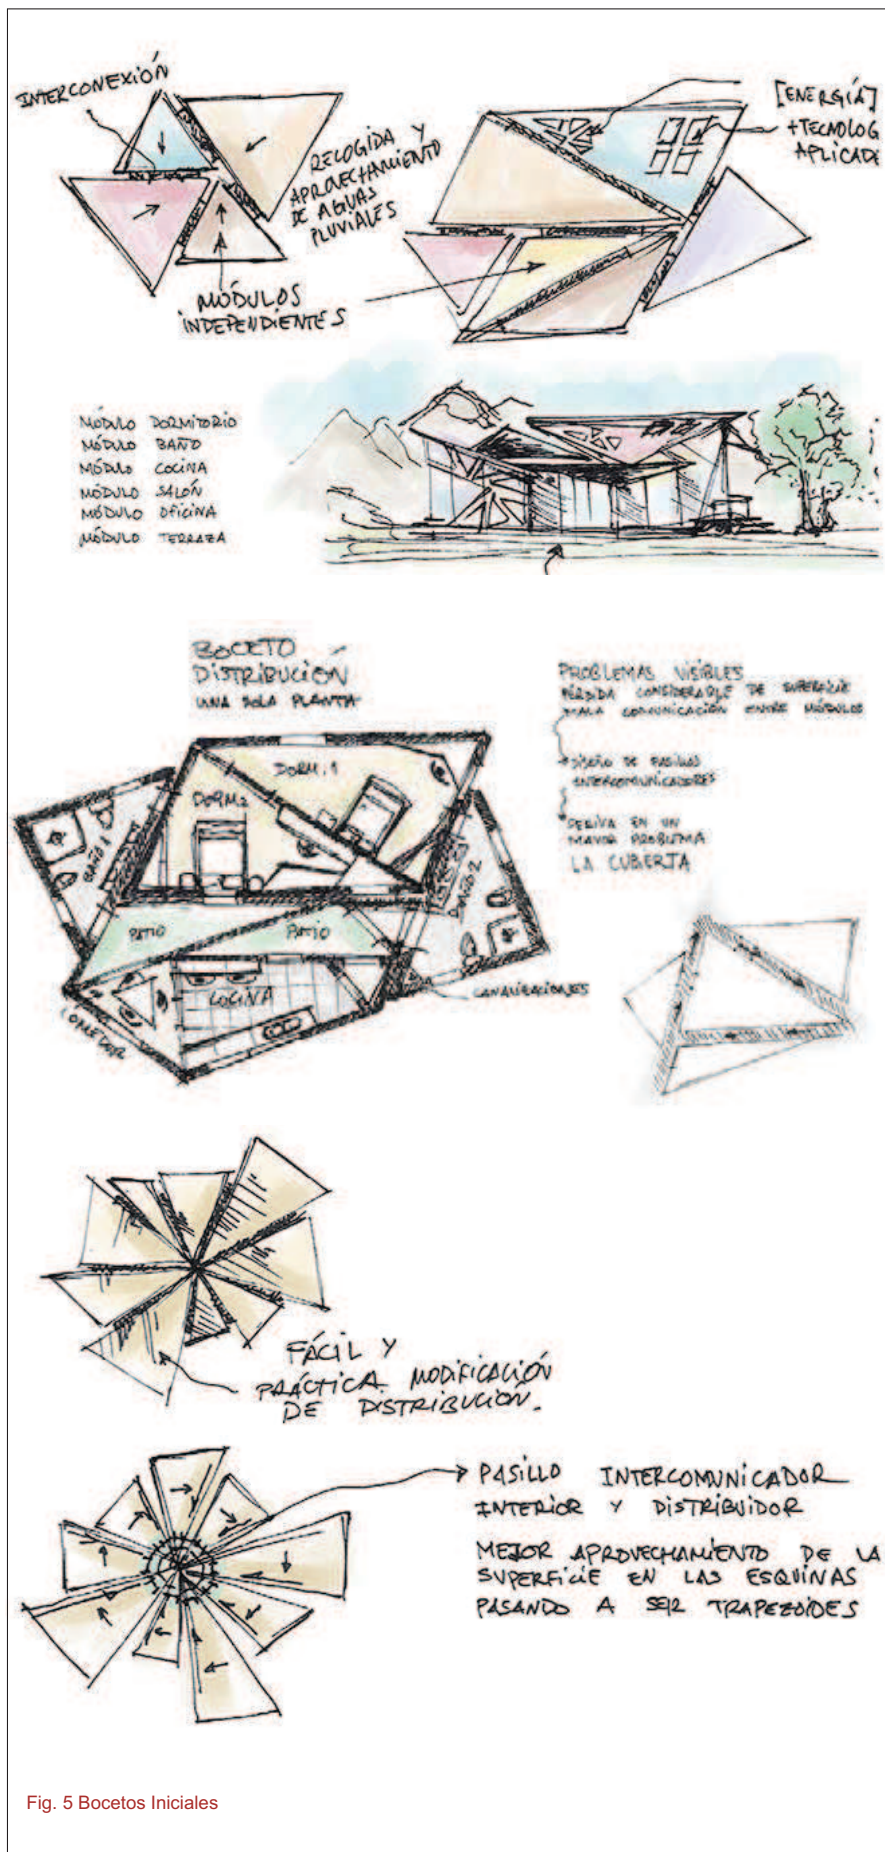 INTERCONEXIÓN
RECOGIDA Y
APROVECHAMIENTO
DE AGUAS
PLUVIALES
[ENERGÍA]
+TECNOLOG
APLICADE
MÓDULOS
INDEPENDIENTES
MÓDULO DORMITORIO
MÓDULO BAÑO
MÓDULO COCINA
MÓDULO SALÓN
MÓDULO OFICINA
MÓDULO TERRAZA
BOCETO
DISTRIBUCIÓN
UNA SOLA PLANTA
PROBLEMAS VISIBLES
PÉRDIDA CONSIDERABLE DE SUPERFICIE
MALA COMUNICACIÓN ENTRE MÓDULOS
DISEÑO DE PASILLOS
INTERCOMUNICADORES
DERIVA EN UN
MAYOR PROBLEMA
LA CUBIERTA
DORM.1
DORM2
BAÑO 1
BAÑO 2
PATIO
PATIO
COCINA
COMEDOR
CANALIZACIONES
FÁCIL Y
PRÁCTICA MODIFICACIÓN
DE DISTRIBUCIÓN.
PASILLO INTERCOMUNICADOR
INTERIOR Y DISTRIBUIDOR
MEJOR APROVECHAMIENTO DE LA
SUPERFICIE EN LAS ESQUINAS
PASANDO A SER TRAPEZOIDES
Fig. 5 Bocetos Iniciales